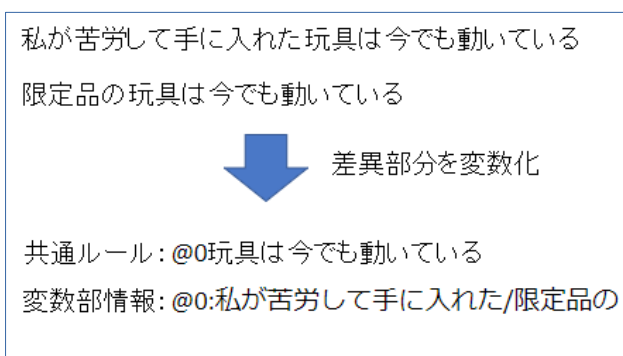 私が苦労して手に入れた玩具は今でも動いている
限定品の玩具は今でも動いている
差異部分を変数化
共通ルール：@0玩具は今でも動いている
変数部情報：@0:私が苦労して手に入れた/限定品の